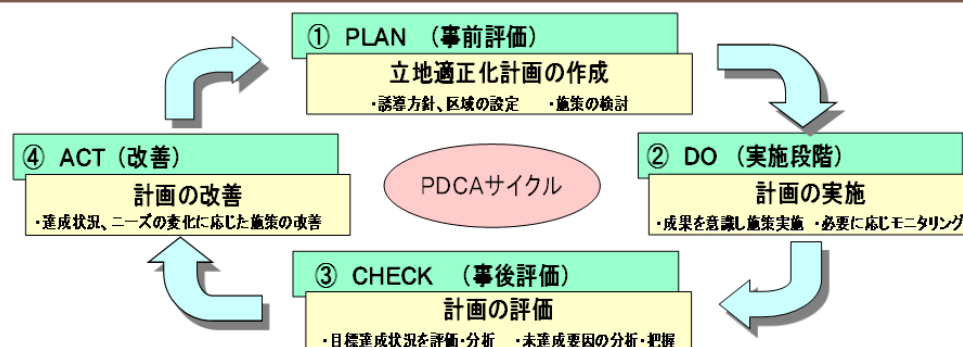 ① PLAN （事前評価）
立地適正化計画の作成
・誘導方針、区域の設定　・施策の検討
④ ACT（改善）
計画の改善
・達成状況、ニーズの変化に応じた施策の改善
PDCAサイクル
② DO （実施段階）
計画の実施
・成果を意識し施策実施 ・必要に応じモニタリング
③ CHECK （事後評価）
計画の評価
・目標達成状況を評価・分析　・未達成要因の分析・把握